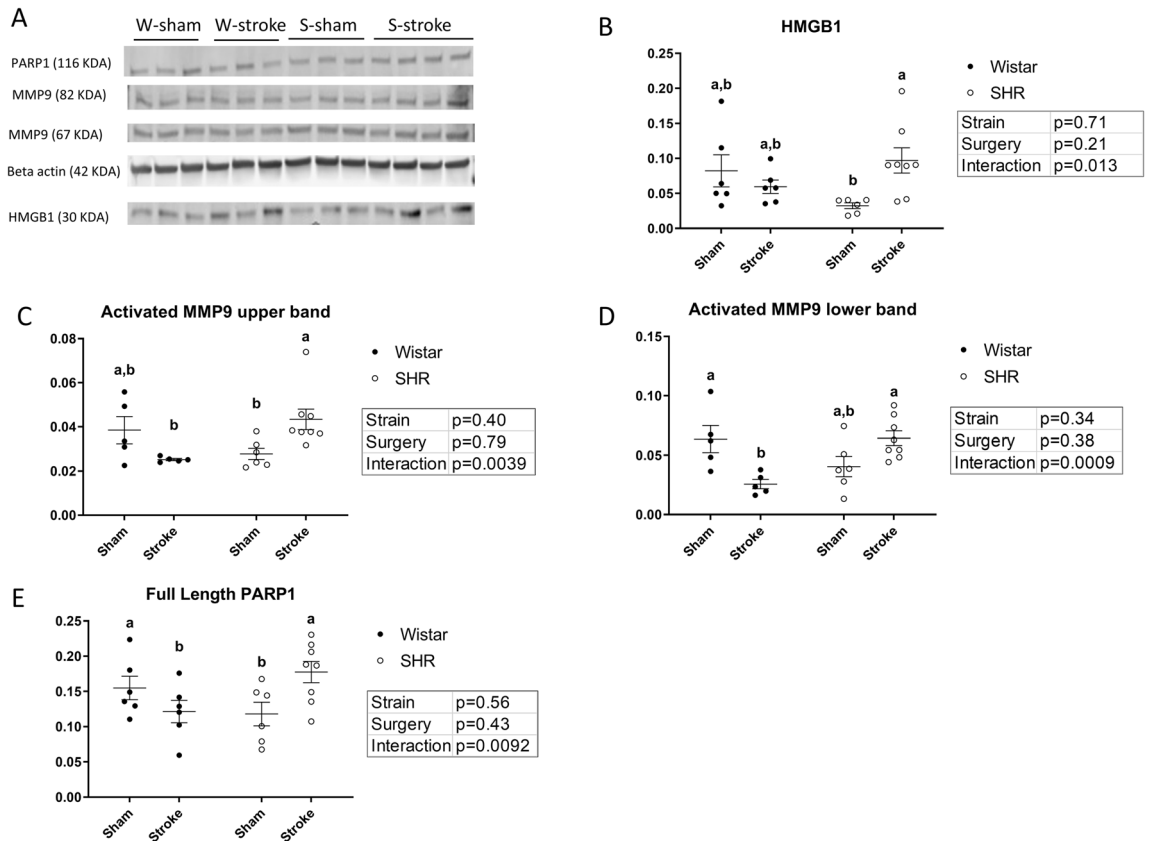 A
W-sham W-stroke S-sham S-stroke
PARP1 (116 KDA)
MMP9 (82 KDA)
MMP9 (67 KDA)
Beta actin (42 KDA)
HMGB1 (30 KDA)
B
HMGB1
0.25
0.20
0.15
0.10
0.05
0.00
a,b
a,b
b
a
Sham
Stroke
Sham
Stroke
Wistar
SHR
Strain p=0.71
Surgery p=0.21
Interaction p=0.013
C
Activated MMP9 upper band
0.08
0.06
0.04
0.02
0.00
a,b
b
b
a
Sham
Stroke
Sham
Stroke
Wistar
SHR
Strain p=0.40
Surgery p=0.79
Interaction p=0.0039
D
Activated MMP9 lower band
0.15
0.10
0.05
0.00
a
b
a,b
a
Sham
Stroke
Sham
Stroke
Wistar
SHR
Strain p=0.34
Surgery p=0.38
Interaction p=0.0009
E
Full Length PARP1
0.25
0.20
0.15
0.10
0.05
0.00
a
b
b
a
Sham
Stroke
Sham
Stroke
Wistar
SHR
Strain p=0.56
Surgery p=0.43
Interaction p=0.0092